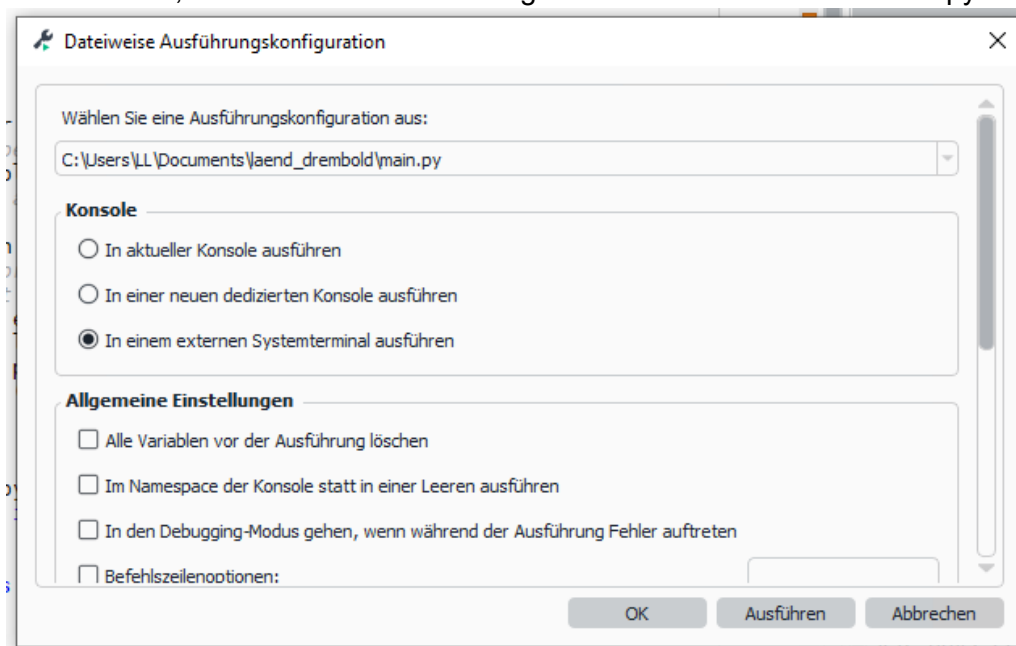 Dateiweise Ausführungskonfiguration
Wählen Sie eine Ausführungskonfiguration aus:
C:\Users\LL\Documents\laend_drembold\main.py
Konsole
In aktueller Konsole ausführen
In einer neuen dedizierten Konsole ausführen
In einem externen Systemterminal ausführen
Allgemeine Einstellungen
Alle Variablen vor der Ausführung löschen
Im Namespace der Konsole statt in einer Leeren ausführen
In den Debugging-Modus gehen, wenn während der Ausführung Fehler auftreten
Befehlszeilenoptionen:
OK Ausführen Abbrechen